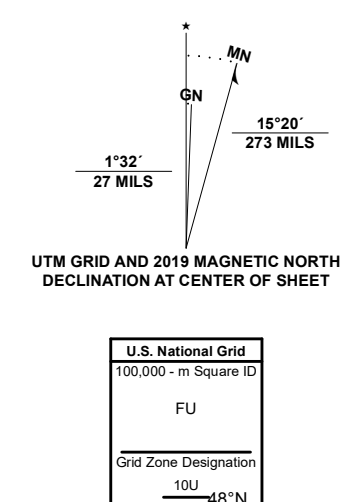 ★
MN
GN
15°20´
273 MILS
1°32´
27 MILS
UTM GRID AND 2019 MAGNETIC NORTH
DECLINATION AT CENTER OF SHEET
U.S. National Grid
100,000 - m Square ID
FU
Grid Zone Designation
10U
48°N